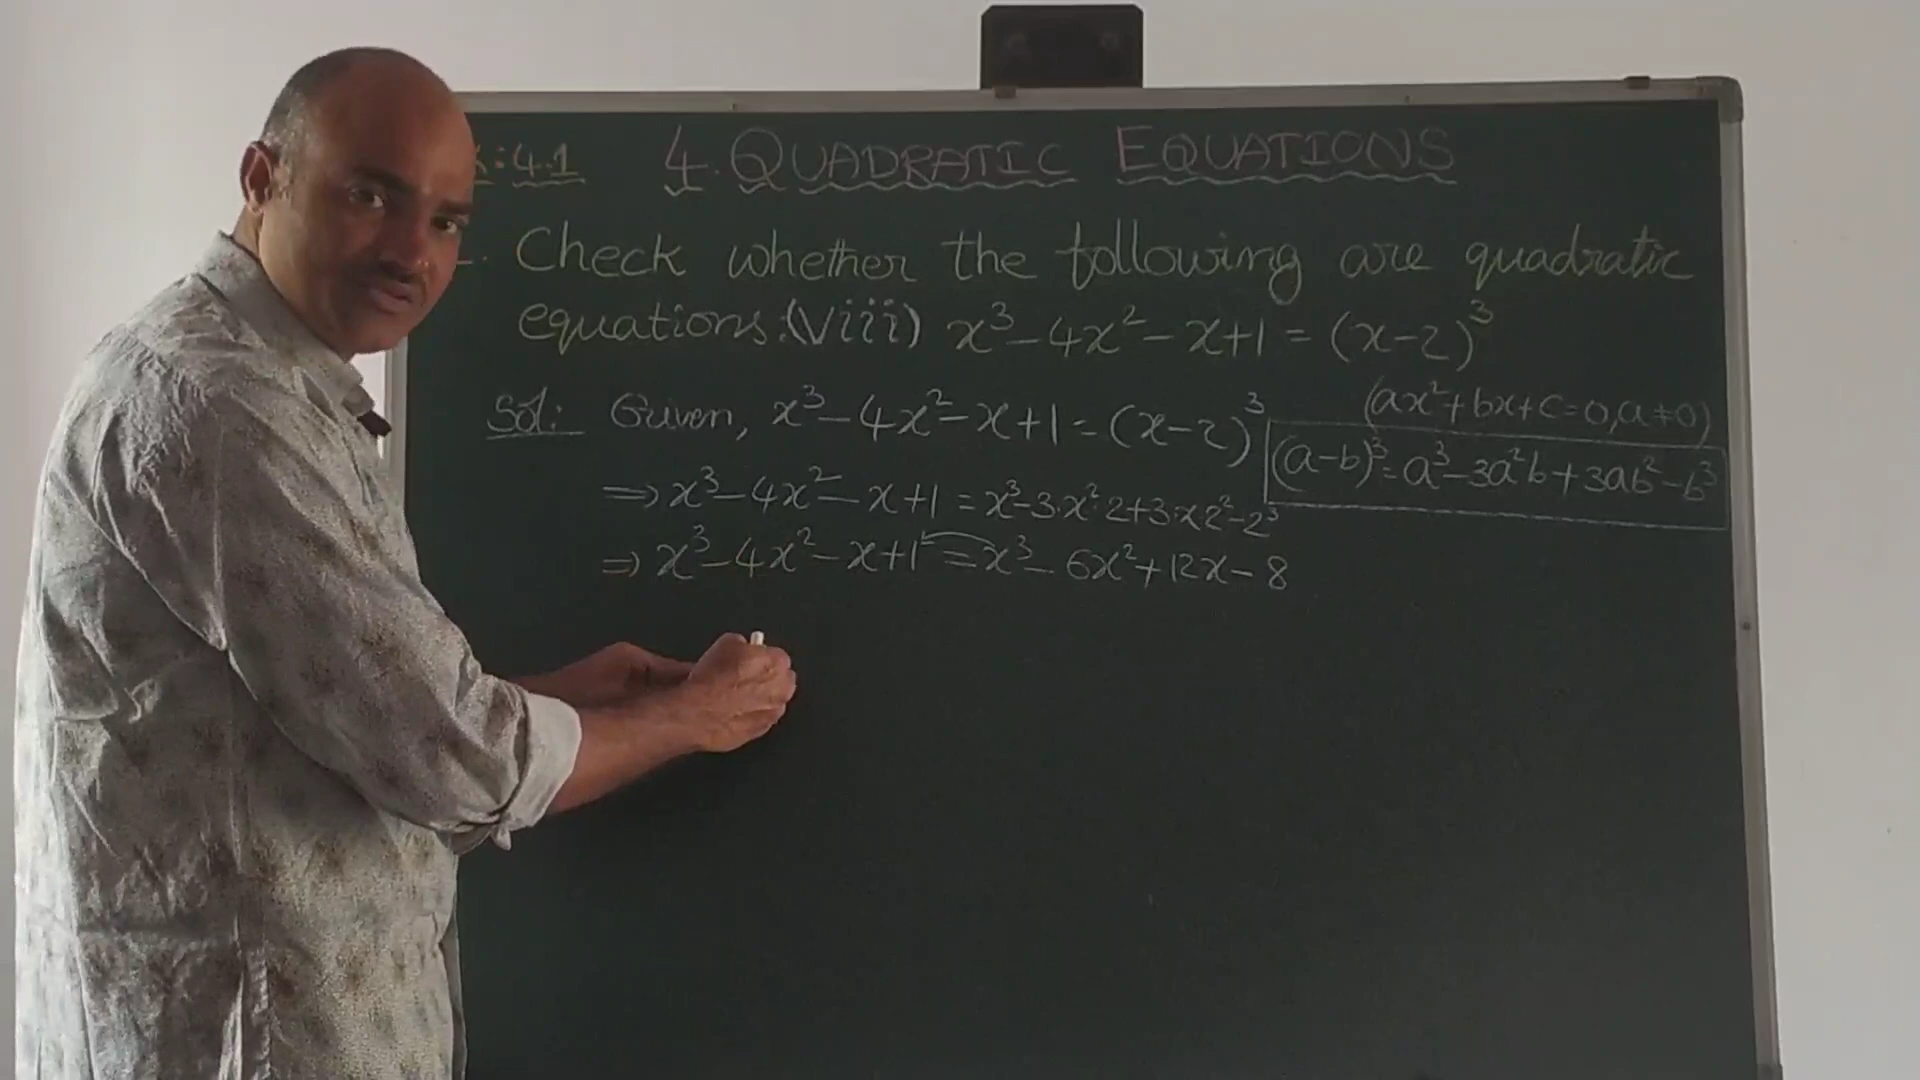 : 4.1
4. QUADRATIC EQUATIONS
Check whether the following are quadratic
equations: (viii) x³-4x²-x+1 = (x-2)³
Sol: Given, x³-4x²-x+1 = (x-2)³
(ax²+bx+c=0, a≠0)
(a-b)³ = a³-3a²b+3ab²-b³
⇒ x³-4x²-x+1 = x³-3·x²·2+3·x2²-2³
⇒ x³-4x²-x+1 = x³-6x²+12x-8